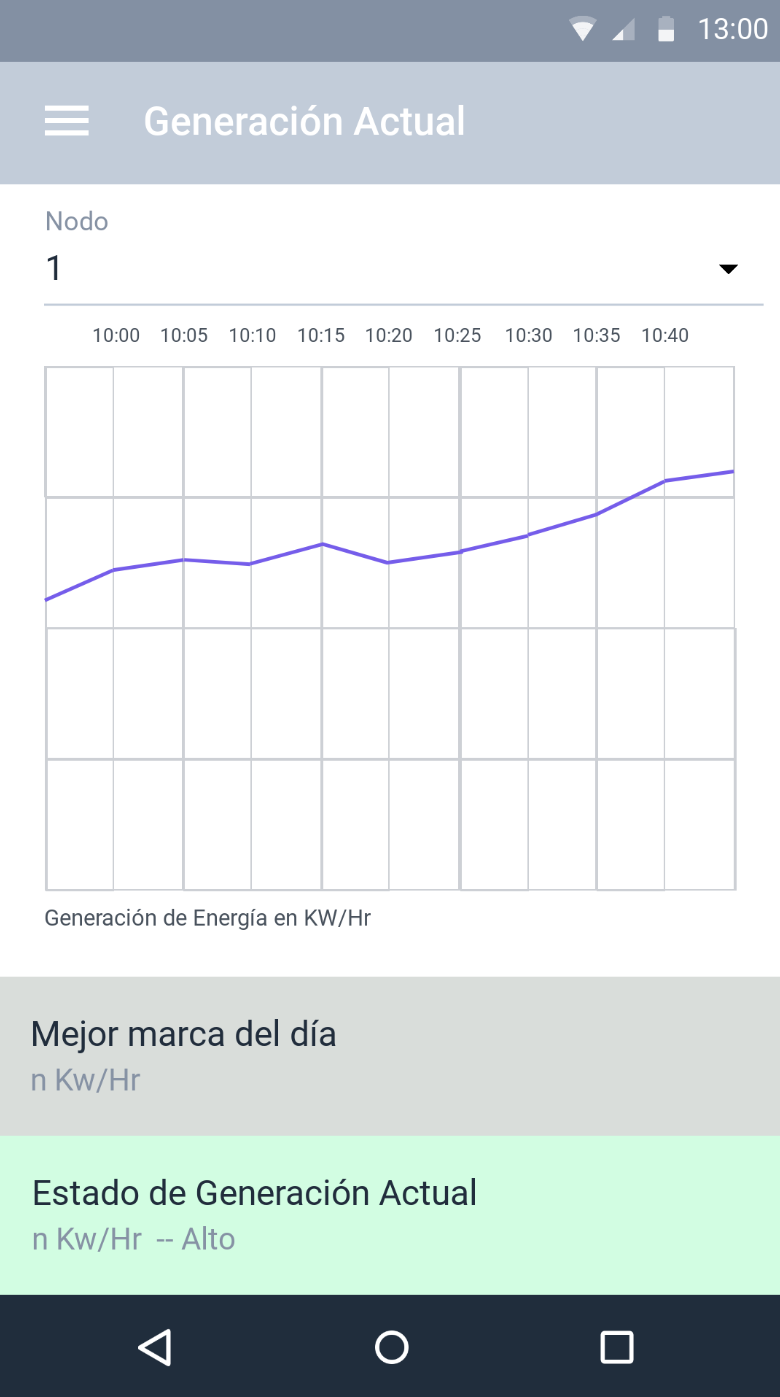 13:00
Generación Actual
Nodo
1
10:00 10:05 10:10 10:15 10:20 10:25 10:30 10:35 10:40
Generación de Energía en KW/Hr
Mejor marca del día
n Kw/Hr
Estado de Generación Actual
n Kw/Hr -- Alto